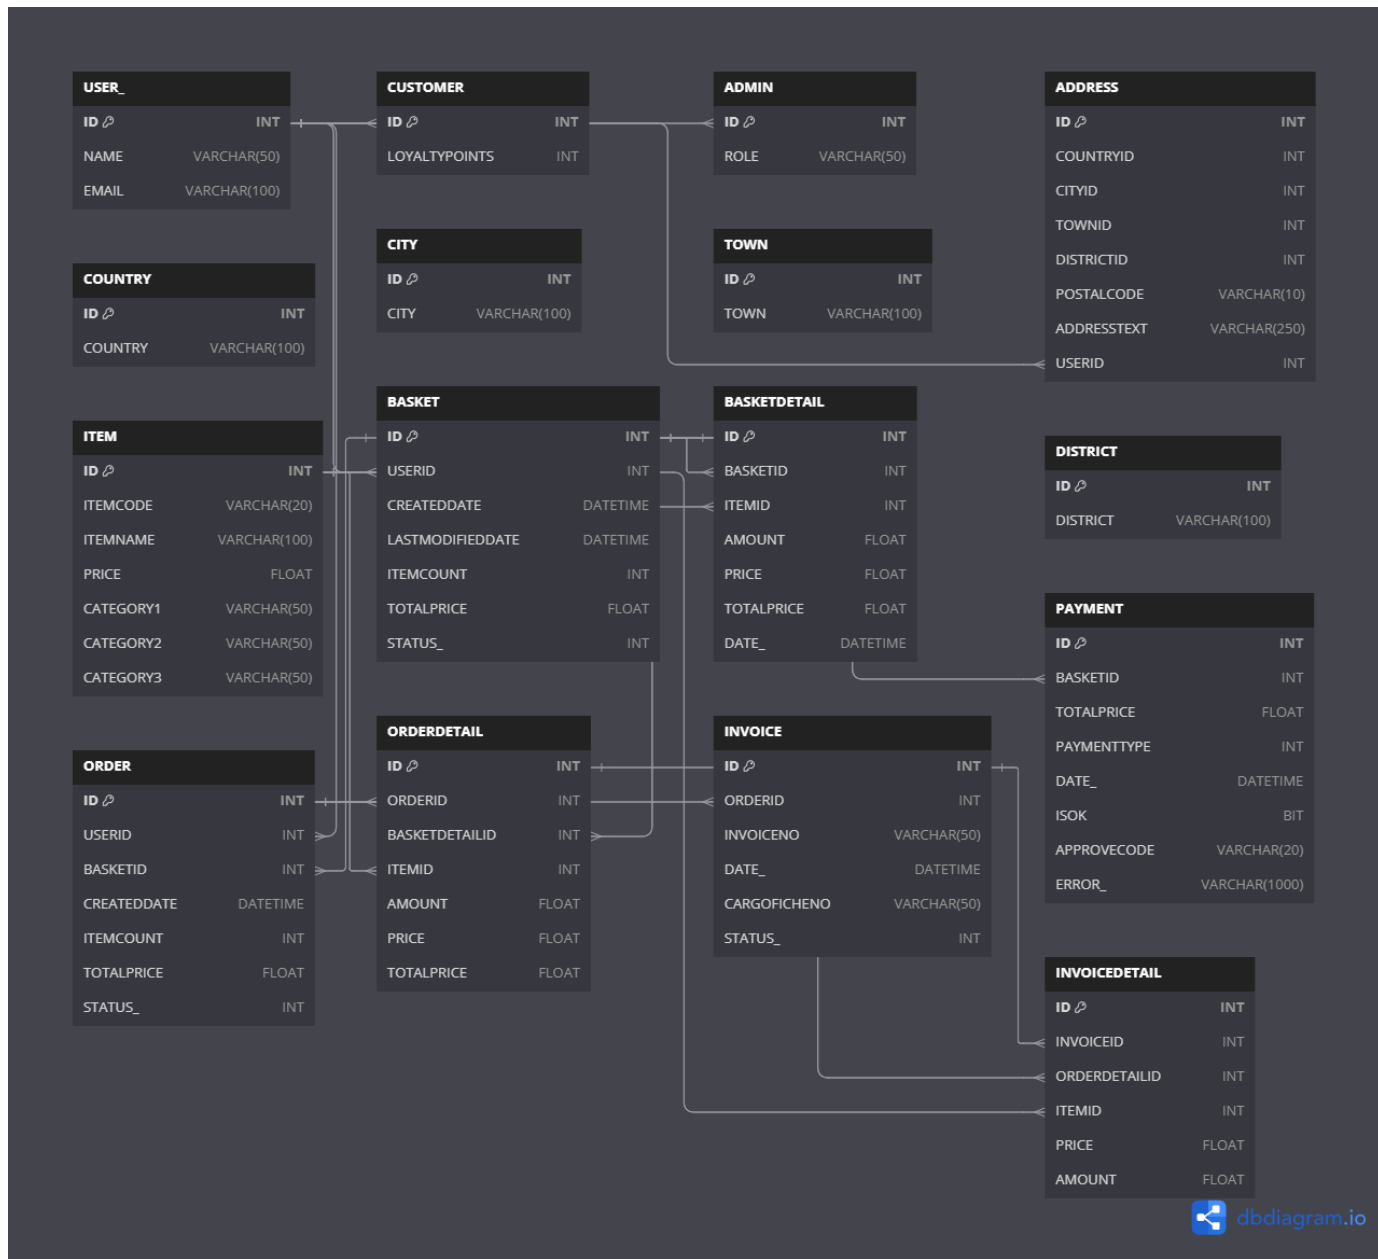 USER_
ID INT
NAME VARCHAR(50)
EMAIL VARCHAR(100)
CUSTOMER
ID INT
LOYALTYPOINTS INT
ADMIN
ID INT
ROLE VARCHAR(50)
ADDRESS
ID INT
COUNTRYID INT
CITYID INT
TOWNID INT
DISTRICTID INT
POSTALCODE VARCHAR(10)
ADDRESSTEXT VARCHAR(250)
USERID INT
COUNTRY
ID INT
COUNTRY VARCHAR(100)
CITY
ID INT
CITY VARCHAR(100)
TOWN
ID INT
TOWN VARCHAR(100)
ITEM
ID INT
ITEMCODE VARCHAR(20)
ITEMNAME VARCHAR(100)
PRICE FLOAT
CATEGORY1 VARCHAR(50)
CATEGORY2 VARCHAR(50)
CATEGORY3 VARCHAR(50)
BASKET
ID INT
USERID INT
CREATEDDATE DATETIME
LASTMODIFIEDDATE DATETIME
ITEMCOUNT INT
TOTALPRICE FLOAT
STATUS_ INT
BASKETDETAIL
ID INT
BASKETID INT
ITEMID INT
AMOUNT FLOAT
PRICE FLOAT
TOTALPRICE FLOAT
DATE_ DATETIME
DISTRICT
ID INT
DISTRICT VARCHAR(100)
PAYMENT
ID INT
BASKETID INT
TOTALPRICE FLOAT
PAYMENTTYPE INT
DATE_ DATETIME
ISOK BIT
APPROVECODE VARCHAR(20)
ERROR_ VARCHAR(1000)
ORDER
ID INT
USERID INT
BASKETID INT
CREATEDDATE DATETIME
ITEMCOUNT INT
TOTALPRICE FLOAT
STATUS_ INT
ORDERDETAIL
ID INT
ORDERID INT
BASKETDETAILID INT
ITEMID INT
AMOUNT FLOAT
PRICE FLOAT
TOTALPRICE FLOAT
INVOICE
ID INT
ORDERID INT
INVOICENO VARCHAR(50)
DATE_ DATETIME
CARGOFICHENO VARCHAR(50)
STATUS_ INT
INVOICEDETAIL
ID INT
INVOICEID INT
ORDERDETAILID INT
ITEMID INT
PRICE FLOAT
AMOUNT FLOAT
dbdiagram.io